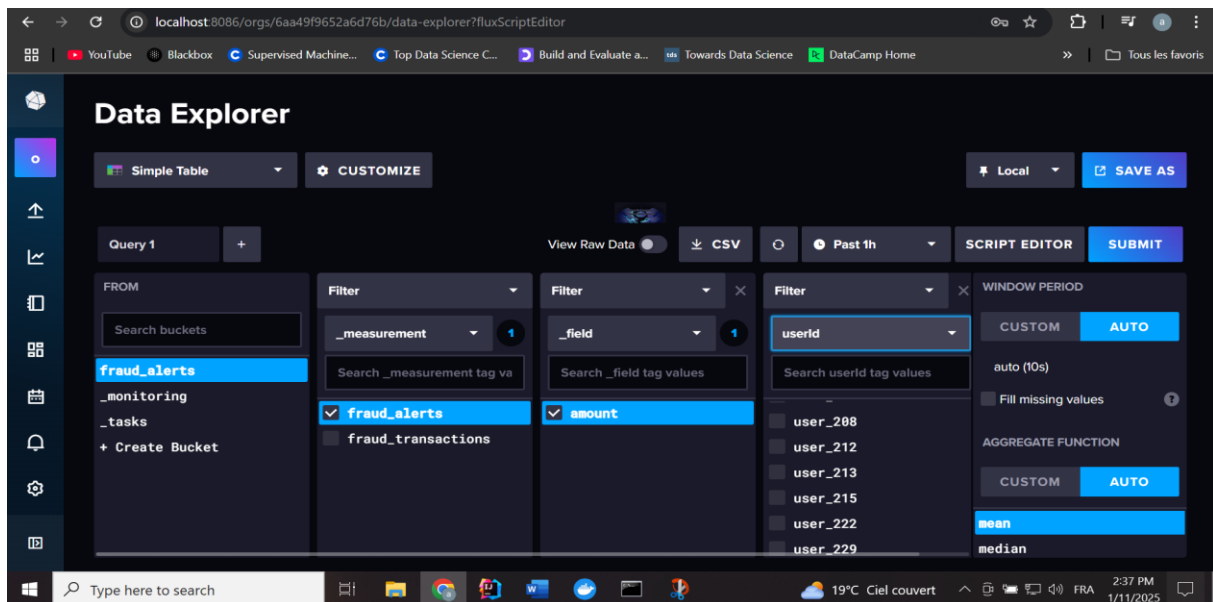 localhost:8086/orgs/6aa49f9652a6d76b/data-explorer?fluxScriptEditor
a
YouTube Blackbox Supervised Machine... Top Data Science C... Build and Evaluate a... Towards Data Science DataCamp Home » Tous les favoris
Data Explorer
o
Simple Table CUSTOMIZE Local SAVE AS
Query 1 + View Raw Data CSV Past 1h SCRIPT EDITOR SUBMIT
FROM
Search buckets
fraud_alerts
_monitoring
_tasks
+ Create Bucket
Filter
_measurement 1
Search _measurement tag va
fraud_alerts
fraud_transactions
Filter
_field 1
Search _field tag values
amount
Filter
userId
Search userId tag values
user_208
user_212
user_213
user_215
user_222
user_229
WINDOW PERIOD
CUSTOM AUTO
auto (10s)
Fill missing values ?
AGGREGATE FUNCTION
CUSTOM AUTO
mean
median
Type here to search 19°C Ciel couvert FRA 2:37 PM
1/11/2025